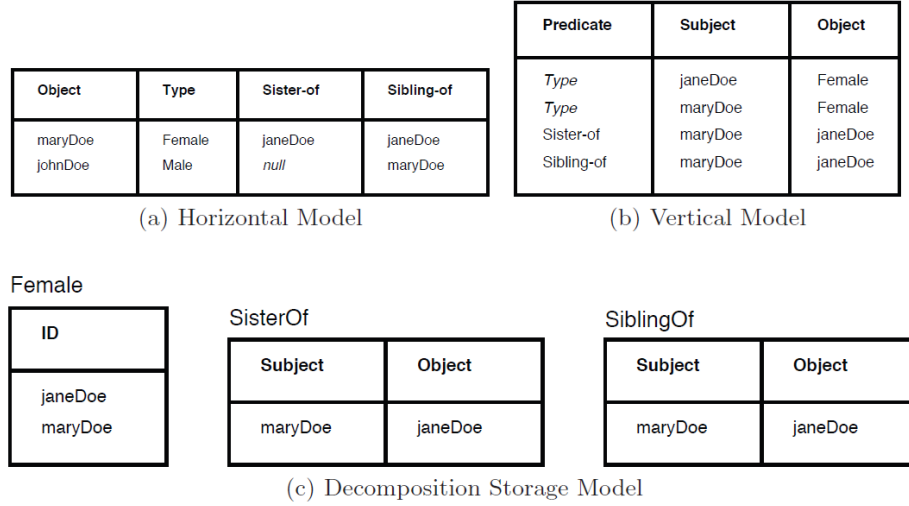 Object Type Sister-of Sibling-of
maryDoe Female janeDoe janeDoe
johnDoe Male null maryDoe
(a) Horizontal Model
Predicate Subject Object
Type janeDoe Female
Type maryDoe Female
Sister-of maryDoe janeDoe
Sibling-of maryDoe janeDoe
(b) Vertical Model
Female
ID
janeDoe
maryDoe
SisterOf
Subject Object
maryDoe janeDoe
SiblingOf
Subject Object
maryDoe janeDoe
(c) Decomposition Storage Model